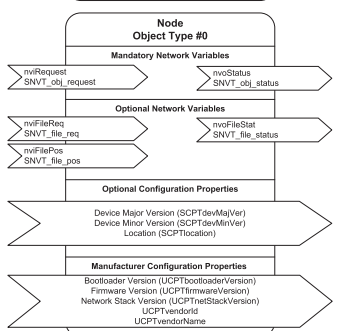 Node
Object Type #0
Mandatory Network Variables
nviRequest
SNVT_obj_request
nvoStatus
SNVT_obj_status
Optional Network Variables
nviFileReq
SNVT_file_req
nvoFileStat
SNVT_file_status
nviFilePos
SNVT_file_pos
Optional Configuration Properties
Device Major Version (SCPTdevMajVer)
Device Minor Version (SCPTdevMinVer)
Location (SCPTlocation)
Manufacturer Configuration Properties
Bootloader Version (UCPTbootloaderVersion)
Firmware Version (UCPTfirmwareVersion)
Network Stack Version (UCPTnetStackVersion)
UCPTvendorId
UCPTvendorName